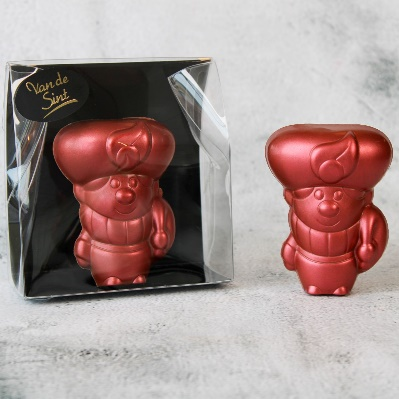 Van de
Sint